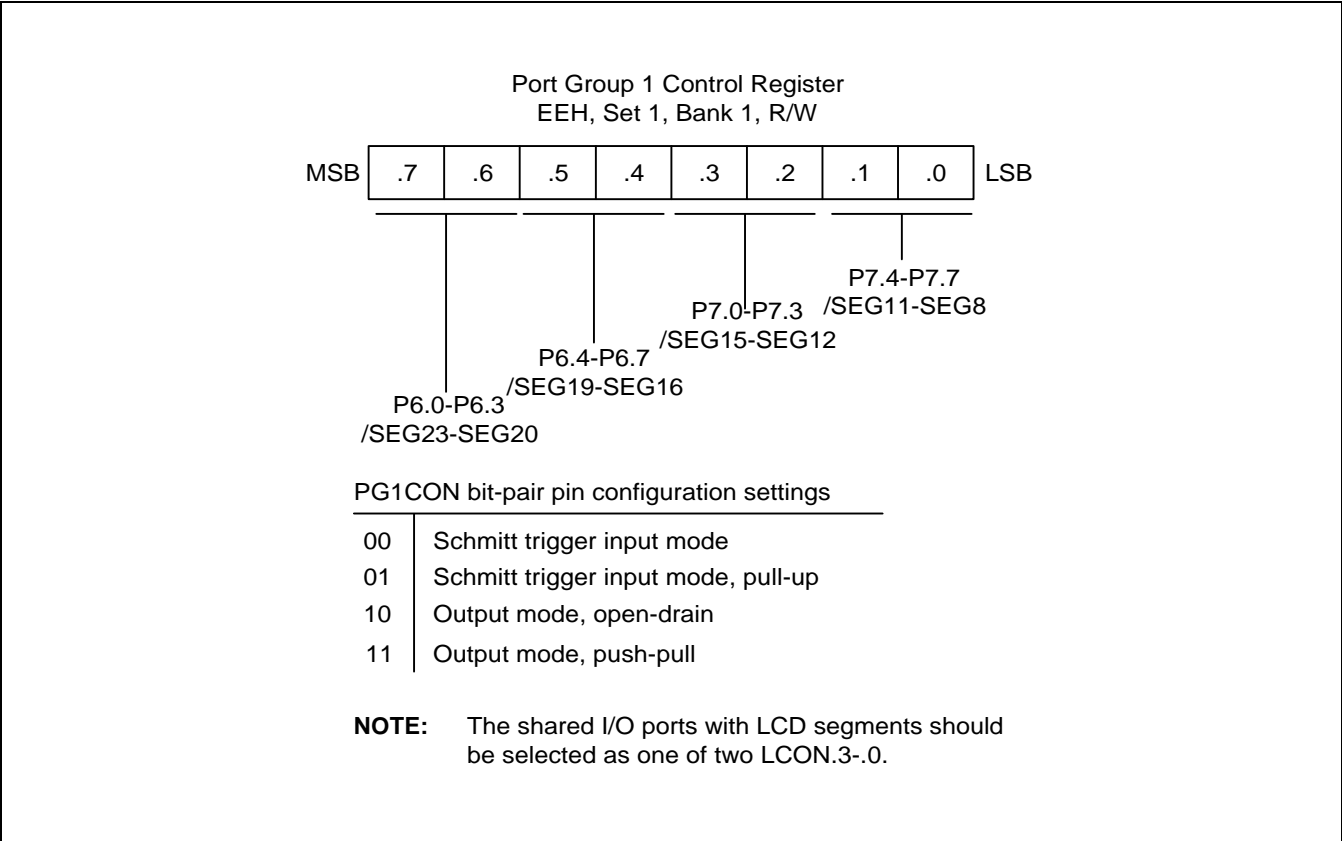 Port Group 1 Control Register
EEH, Set 1, Bank 1, R/W
MSB .7 .6 .5 .4 .3 .2 .1 .0 LSB
P7.4-P7.7
/SEG11-SEG8
P7.0-P7.3
/SEG15-SEG12
P6.4-P6.7
/SEG19-SEG16
P6.0-P6.3
/SEG23-SEG20
PG1CON bit-pair pin configuration settings
00 Schmitt trigger input mode
01 Schmitt trigger input mode, pull-up
10 Output mode, open-drain
11 Output mode, push-pull
NOTE: The shared I/O ports with LCD segments should
be selected as one of two LCON.3-.0.